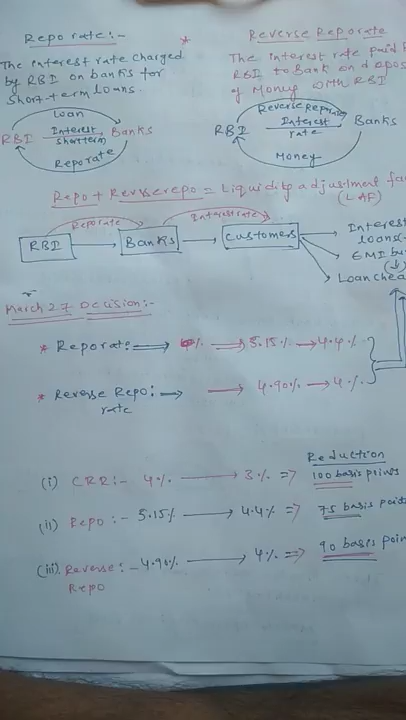 Repo rate:-
The interest rate charged
by RBI on banks for
short-term loans.
Loan
RBI Interest Banks
Short term
Repo rate
* Reverse Repo rate
The interest rate paid
RBI to Bank on depos
of Money with RBI
Reverse Repo rate
RBI Interest Banks
rate
Money
Repo + Reverse repo = Liquidity adjustment fa
(LAF)
Repo rate Interest rate
RBI Banks customers
Interest
loans
EMI bu
(↓)
Loan chea
March 27 Decision:-
* Repo rate: 5.15% 4.4%
* Reverse Repo: 4.90% 4%
rate
Reduction
(i) CRR:- 4% 3% => 100 basis points
(ii) Repo :- 5.15% 4.4% => 75 basis point
(iii) Reverse :- 4.90% 4% => 90 basis poin
Repo